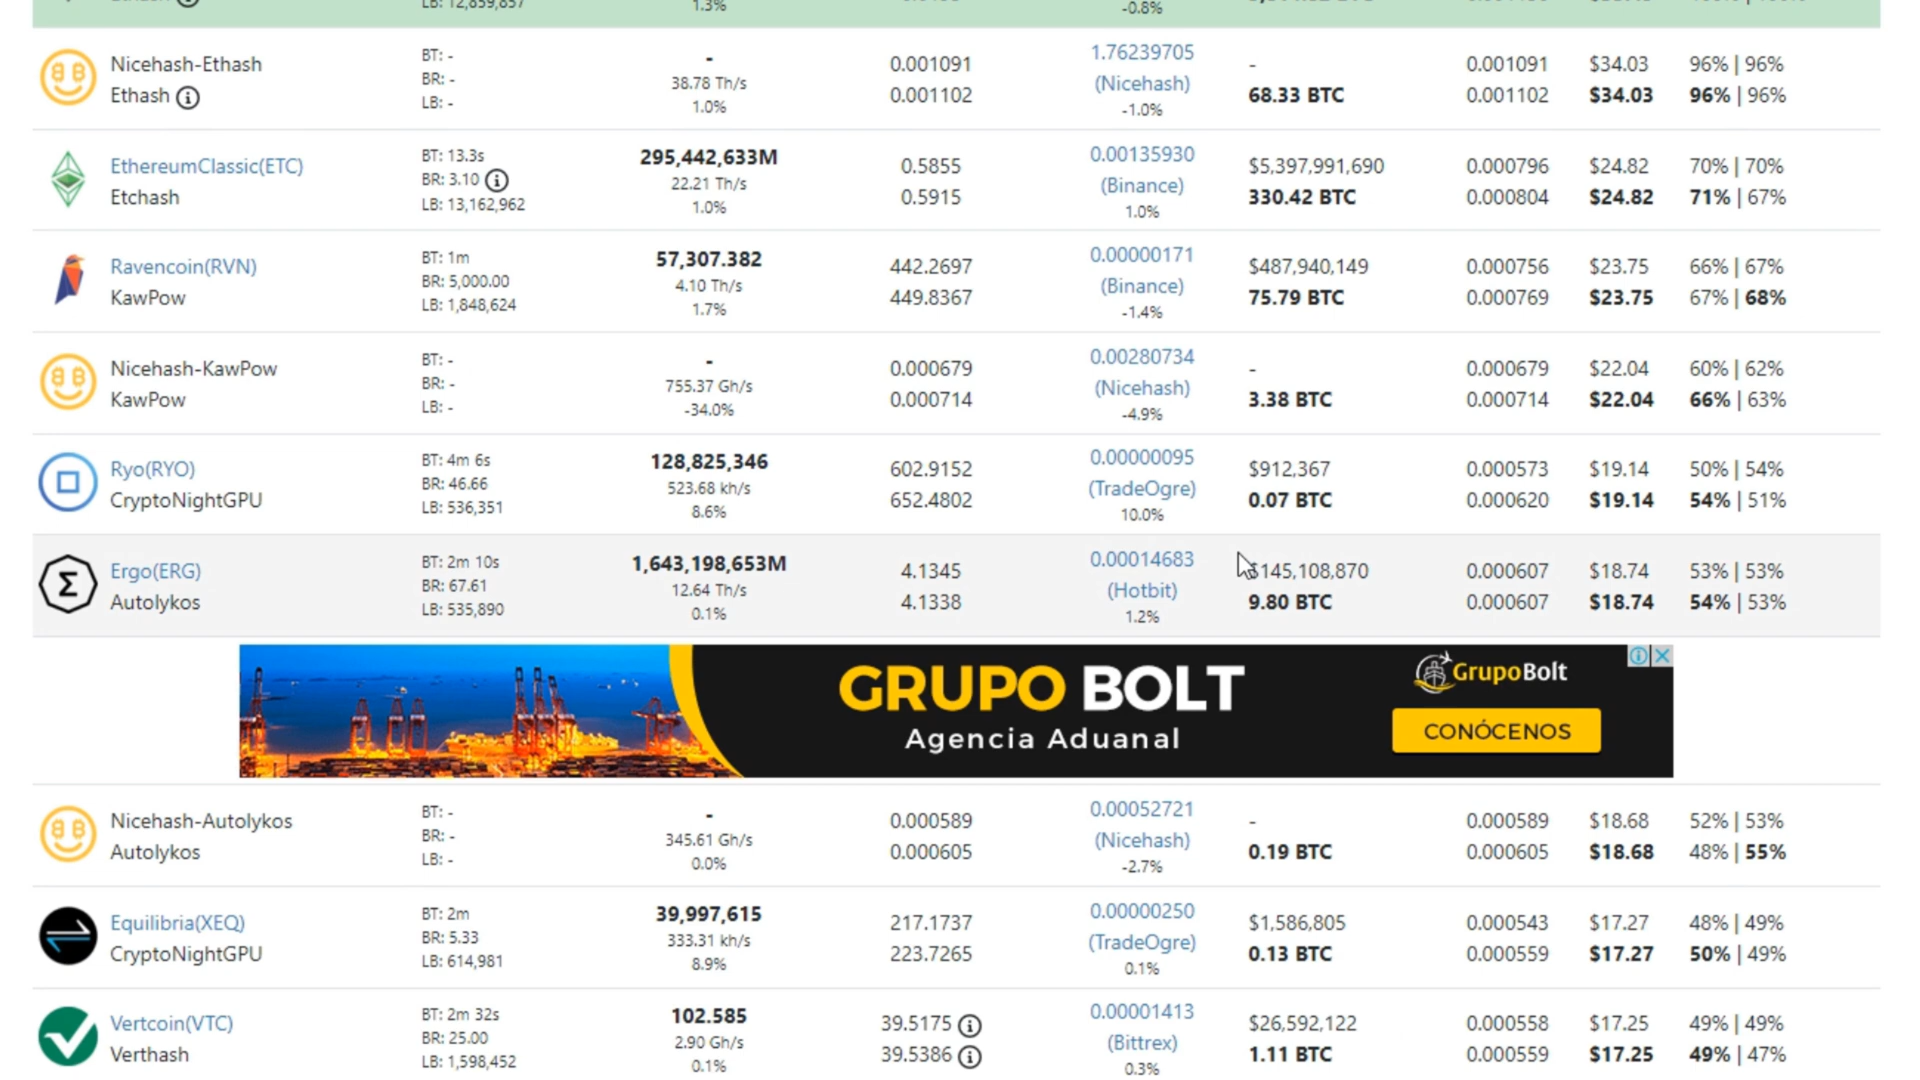 LB: 12,859,857
1.3%
-0.8%
Nicehash-Ethash
Ethash
BT: -
BR: -
LB: -
-
38.78 Th/s
1.0%
0.001091
0.001102
1.76239705
(Nicehash)
-1.0%
-
68.33 BTC
0.001091
0.001102
$34.03
$34.03
96% | 96%
96% | 96%
EthereumClassic(ETC)
Etchash
BT: 13.3s
BR: 3.10
LB: 13,162,962
295,442,633M
22.21 Th/s
1.0%
0.5855
0.5915
0.00135930
(Binance)
1.0%
$5,397,991,690
330.42 BTC
0.000796
0.000804
$24.82
$24.82
70% | 70%
71% | 67%
Ravencoin(RVN)
KawPow
BT: 1m
BR: 5,000.00
LB: 1,848,624
57,307.382
4.10 Th/s
1.7%
442.2697
449.8367
0.00000171
(Binance)
-1.4%
$487,940,149
75.79 BTC
0.000756
0.000769
$23.75
$23.75
66% | 67%
67% | 68%
Nicehash-KawPow
KawPow
BT: -
BR: -
LB: -
-
755.37 Gh/s
-34.0%
0.000679
0.000714
0.00280734
(Nicehash)
-4.9%
-
3.38 BTC
0.000679
0.000714
$22.04
$22.04
60% | 62%
66% | 63%
Ryo(RYO)
CryptoNightGPU
BT: 4m 6s
BR: 46.66
LB: 536,351
128,825,346
523.68 kh/s
8.6%
602.9152
652.4802
0.00000095
(TradeOgre)
10.0%
$912,367
0.07 BTC
0.000573
0.000620
$19.14
$19.14
50% | 54%
54% | 51%
Σ
Ergo(ERG)
Autolykos
BT: 2m 10s
BR: 67.61
LB: 535,890
1,643,198,653M
12.64 Th/s
0.1%
4.1345
4.1338
0.00014683
(Hotbit)
1.2%
$145,108,870
9.80 BTC
0.000607
0.000607
$18.74
$18.74
53% | 53%
54% | 53%
GRUPO BOLT
Agencia Aduanal
GrupoBolt
CONÓCENOS
Nicehash-Autolykos
Autolykos
BT: -
BR: -
LB: -
-
345.61 Gh/s
0.0%
0.000589
0.000605
0.00052721
(Nicehash)
-2.7%
-
0.19 BTC
0.000589
0.000605
$18.68
$18.68
52% | 53%
48% | 55%
Equilibria(XEQ)
CryptoNightGPU
BT: 2m
BR: 5.33
LB: 614,981
39,997,615
333.31 kh/s
8.9%
217.1737
223.7265
0.00000250
(TradeOgre)
0.1%
$1,586,805
0.13 BTC
0.000543
0.000559
$17.27
$17.27
48% | 49%
50% | 49%
Vertcoin(VTC)
Verthash
BT: 2m 32s
BR: 25.00
LB: 1,598,452
102.585
2.90 Gh/s
0.1%
39.5175
39.5386
0.00001413
(Bittrex)
0.3%
$26,592,122
1.11 BTC
0.000558
0.000559
$17.25
$17.25
49% | 49%
49% | 47%